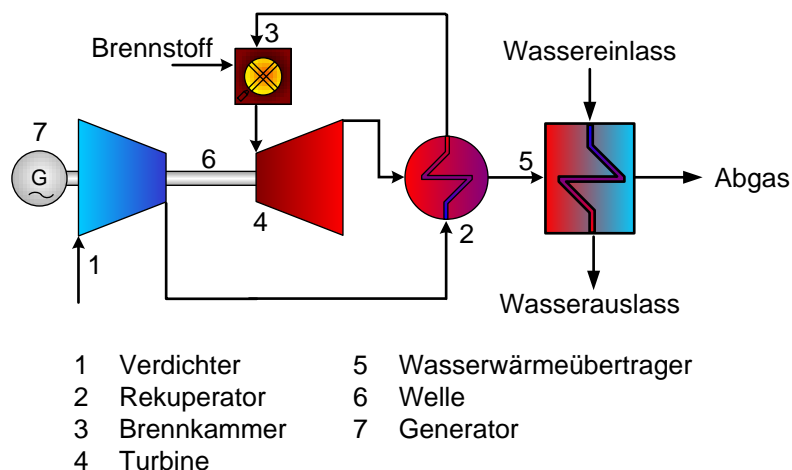 3
Brennstoff
Wassereinlass
7
6
5
G
Abgas
4
2
1
Wasserauslass
1 Verdichter 5 Wasserwärmeübertrager
2 Rekuperator 6 Welle
3 Brennkammer 7 Generator
4 Turbine